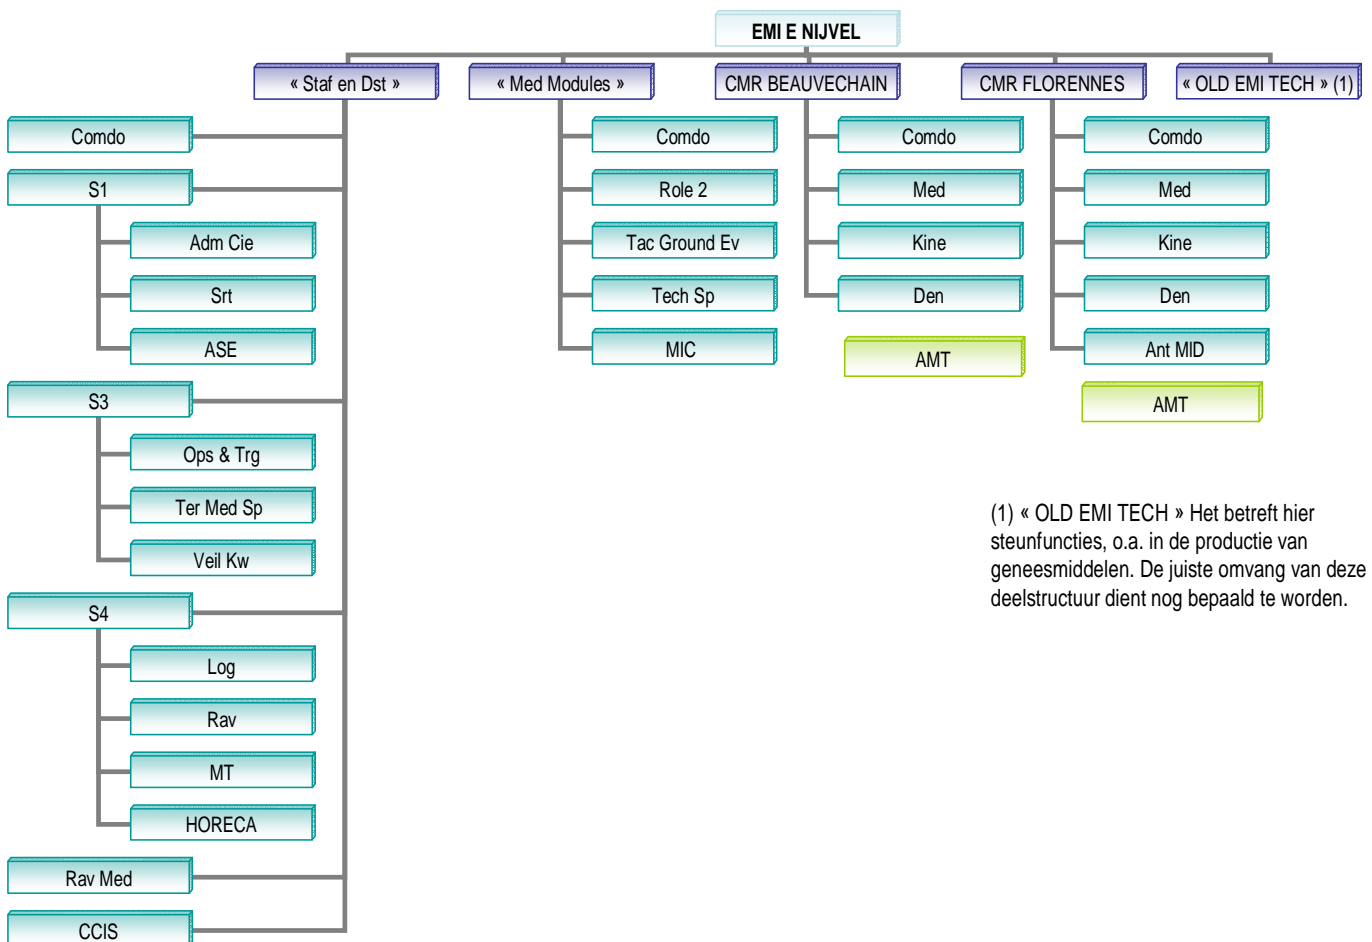 EMI E NIJVEL
« Staf en Dst »
« Med Modules »
CMR BEAUVECHAIN
CMR FLORENNES
« OLD EMI TECH » (1)
Comdo
S1
Adm Cie
Srt
ASE
S3
Ops & Trg
Ter Med Sp
Veil Kw
S4
Log
Rav
MT
HORECA
Rav Med
CCIS
Comdo
Role 2
Tac Ground Ev
Tech Sp
MIC
Comdo
Med
Kine
Den
AMT
Comdo
Med
Kine
Den
Ant MID
AMT
(1) « OLD EMI TECH » Het betreft hier
steunfuncties, o.a. in de productie van
geneesmiddelen. De juiste omvang van deze
deelstructuur dient nog bepaald te worden.